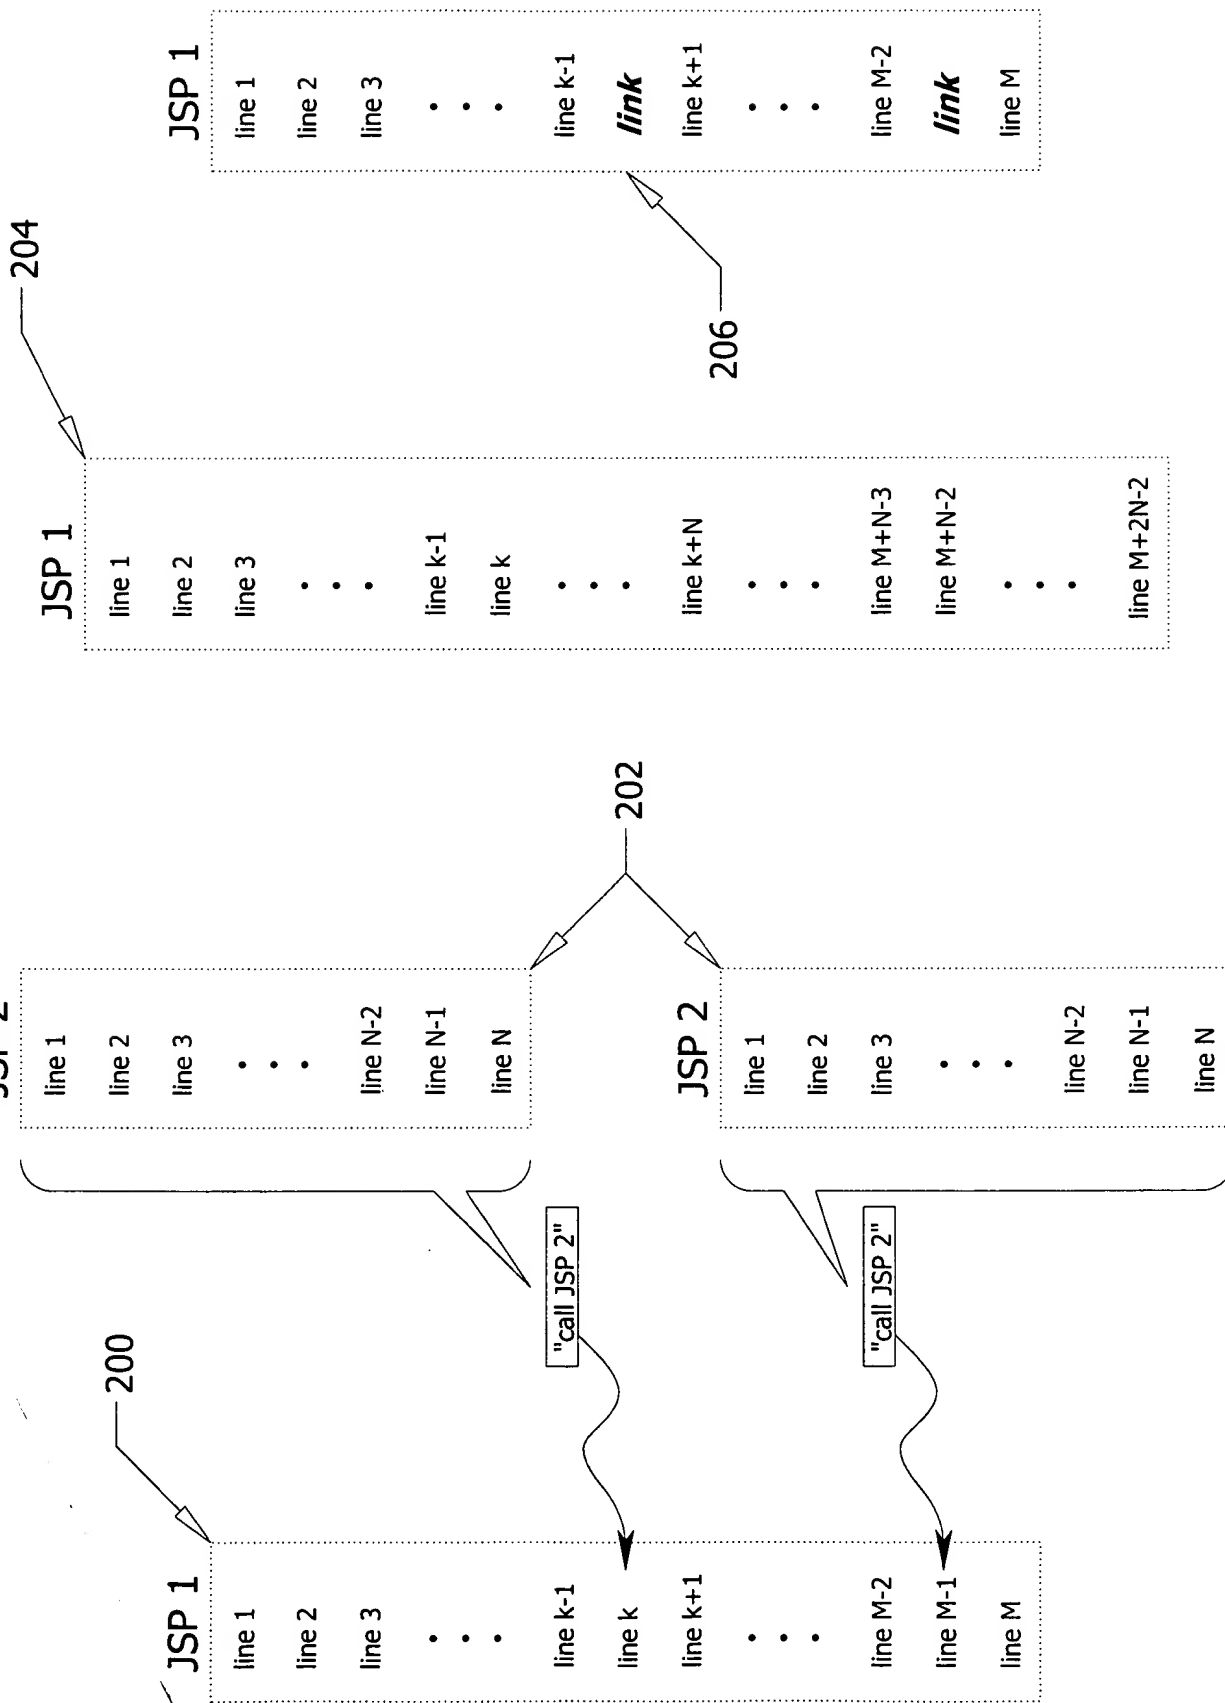 JSP 1
line 1
line 2
line 3
line k-1
line k
line k+1
line M-2
line M-1
line M
200
"call JSP 2"
"call JSP 2"
JSP 2
line 1
line 2
line 3
line N-2
line N-1
line N
JSP 2
line 1
line 2
line 3
line N-2
line N-1
line N
202
JSP 1
line 1
line 2
line 3
line k-1
line k
line k+N
line M+N-3
line M+N-2
line M+2N-2
204
JSP 1
line 1
line 2
line 3
line k-1
link
line k+1
line M-2
link
line M
206